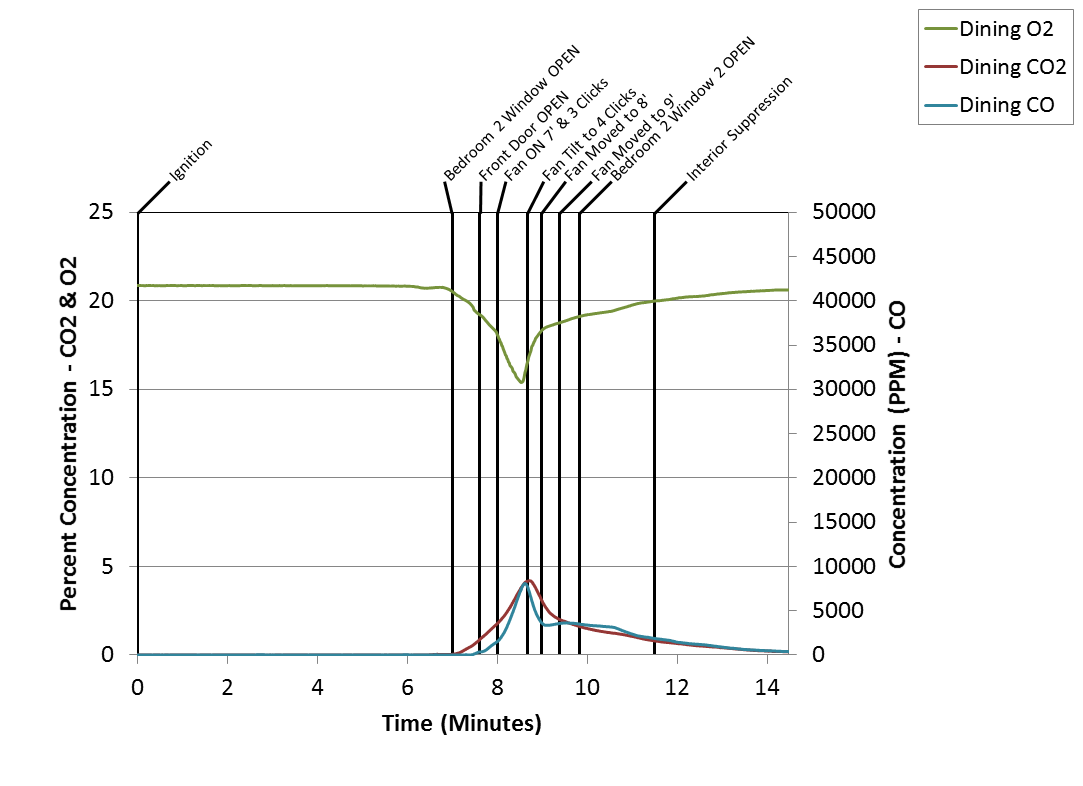 Dining O2
Dining CO2
Dining CO
Ignition
Bedroom 2 Window OPEN
Front Door OPEN
Fan ON 7' & 3 Clicks
Fan Tilt to 4 Clicks
Fan Moved to 8'
Fan Moved to 9'
Bedroom 2 Window 2 OPEN
Interior Suppression
25
20
15
10
5
0
Percent Concentration - CO2 & O2
50000
45000
40000
35000
30000
25000
20000
15000
10000
5000
0
Concentration (PPM) - CO
0 2 4 6 8 10 12 14
Time (Minutes)